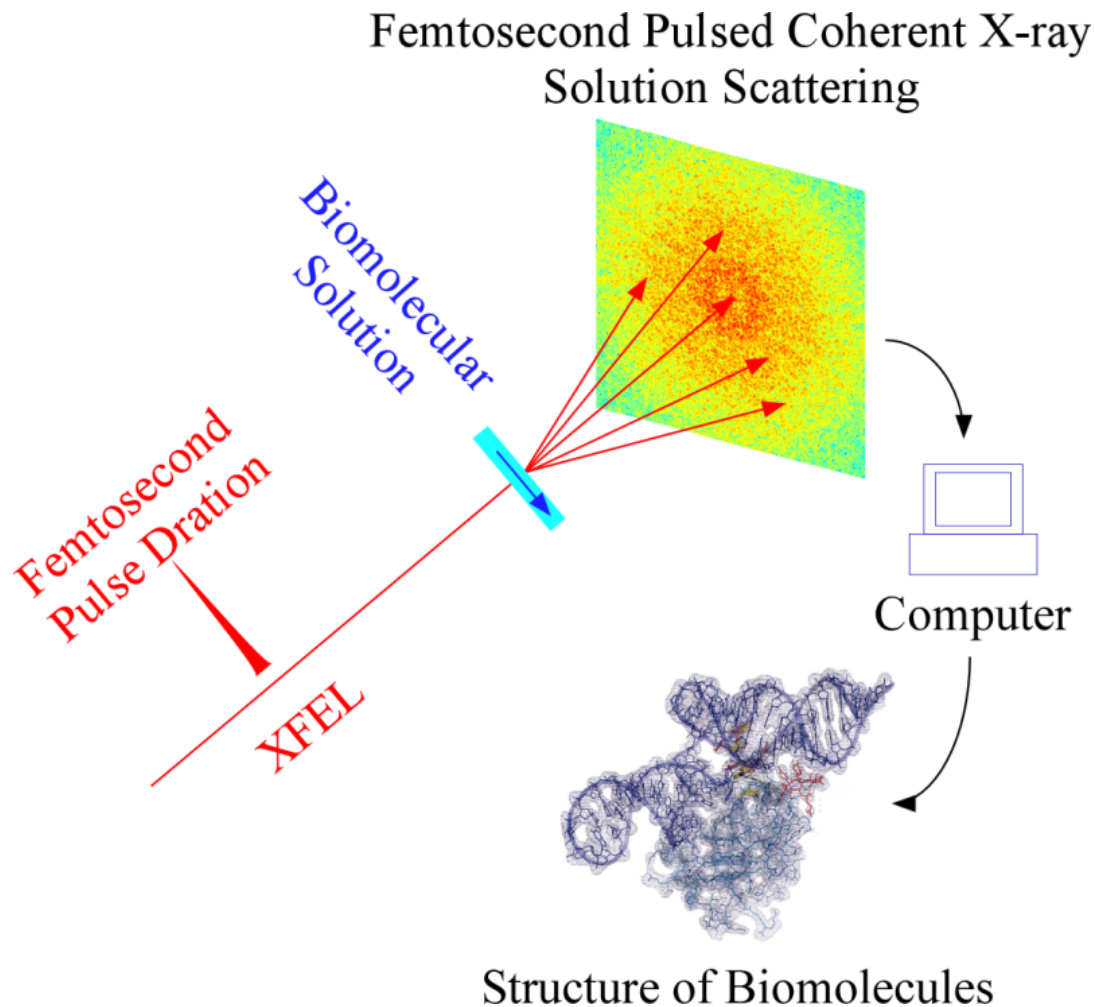 Femtosecond Pulsed Coherent X-ray
Solution Scattering
Biomolecular
Solution
Femtosecond
Pulse Dration
XFEL
Computer
Structure of Biomolecules